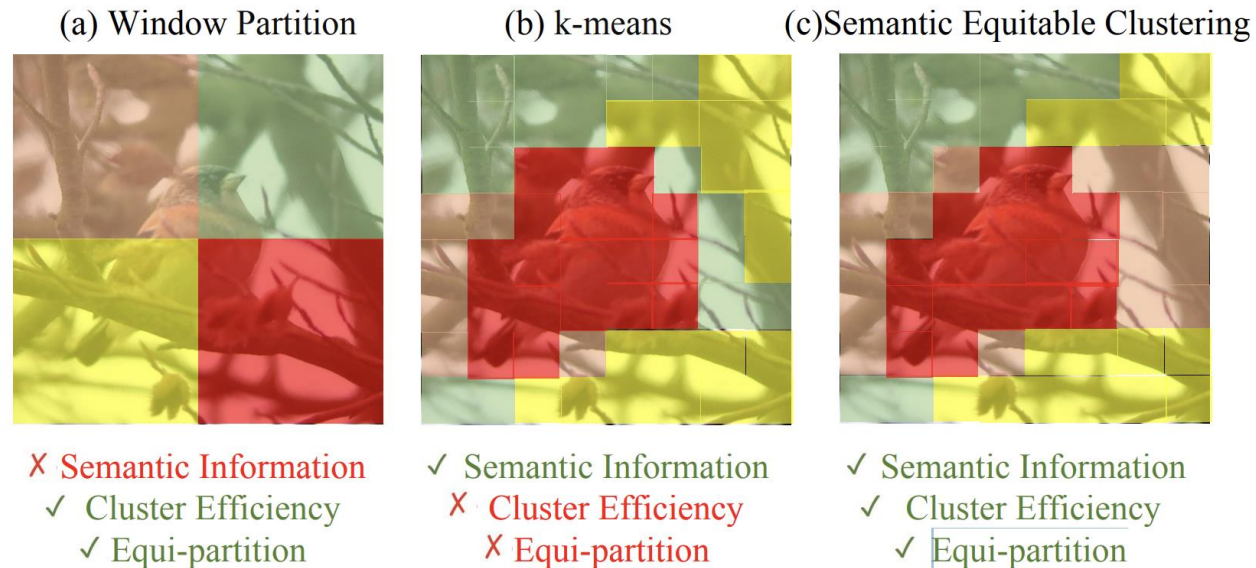 (a) Window Partition
(b) k-means
(c)Semantic Equitable Clustering
✗ Semantic Information
✓ Cluster Efficiency
✓ Equi-partition
✓ Semantic Information
✗ Cluster Efficiency
✗ Equi-partition
✓ Semantic Information
✓ Cluster Efficiency
✓ Equi-partition